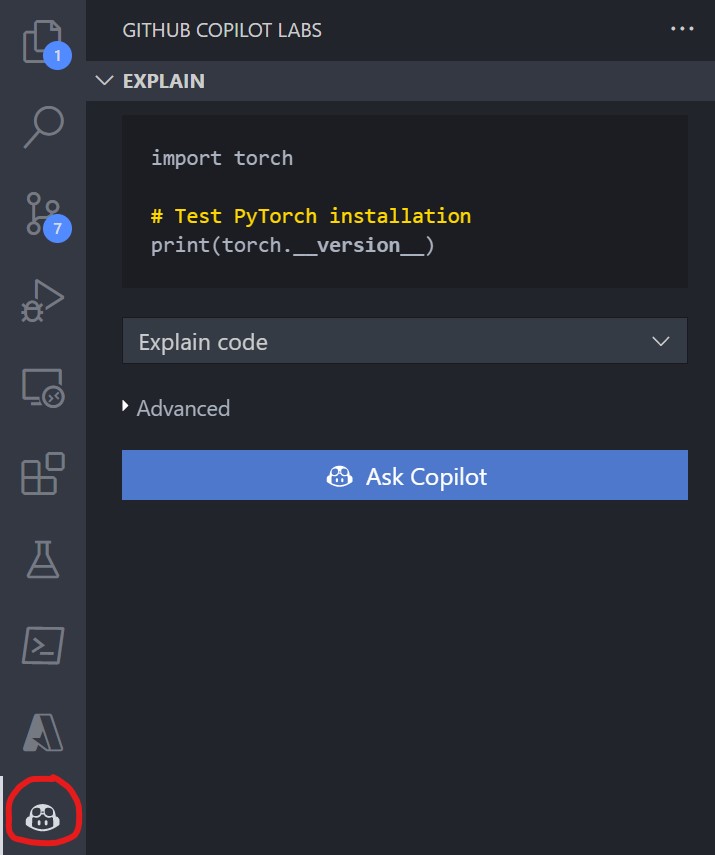 GITHUB COPILOT LABS
1
EXPLAIN
import torch
# Test PyTorch installation
print(torch.__version__)
7
Explain code
Advanced
Ask Copilot